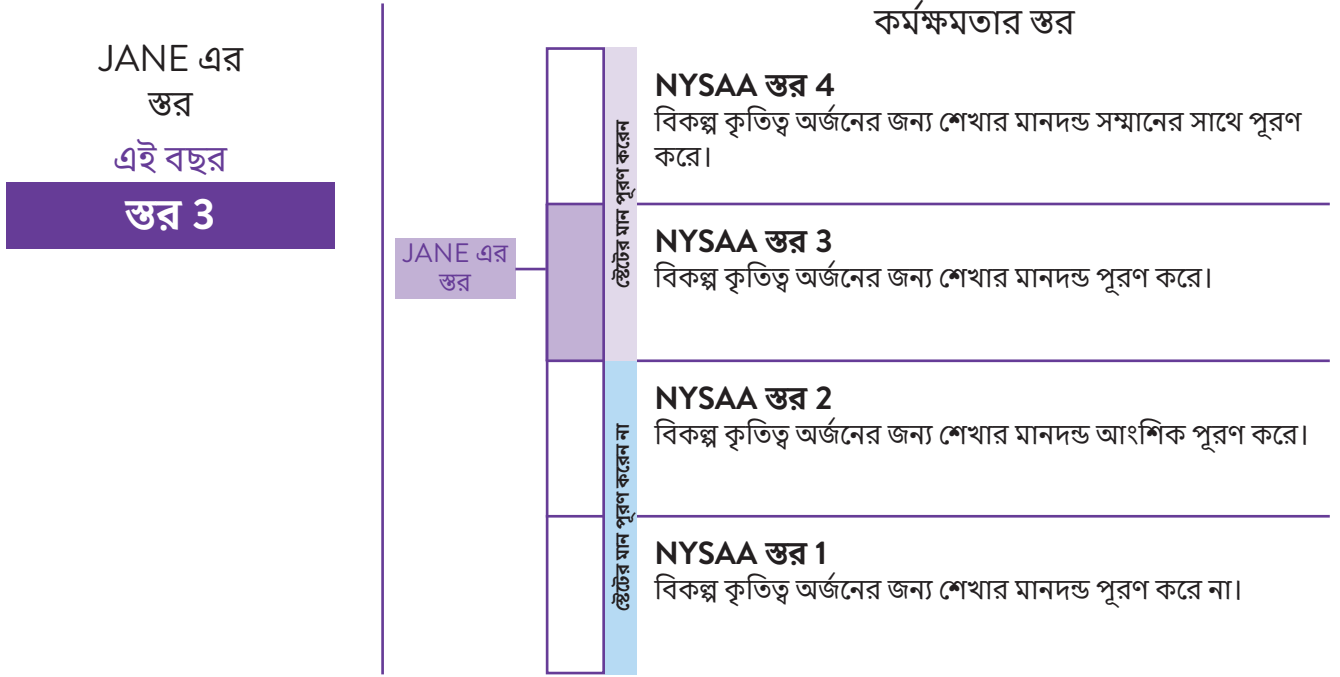 JANE এর
স্তর
এই বছর
স্তর 3
কর্মক্ষমতার স্তর
JANE এর
স্তর
স্টেটের মান পূরণ করেন
NYSAA স্তর 4
বিকল্প কৃতিত্ব অর্জনের জন্য শেখার মানদন্ড সম্মানের সাথে পূরণ
করে।
NYSAA স্তর 3
বিকল্প কৃতিত্ব অর্জনের জন্য শেখার মানদন্ড পূরণ করে।
স্টেটের মান পূরণ করেন না
NYSAA স্তর 2
বিকল্প কৃতিত্ব অর্জনের জন্য শেখার মানদন্ড আংশিক পূরণ করে।
NYSAA স্তর 1
বিকল্প কৃতিত্ব অর্জনের জন্য শেখার মানদন্ড পূরণ করে না।